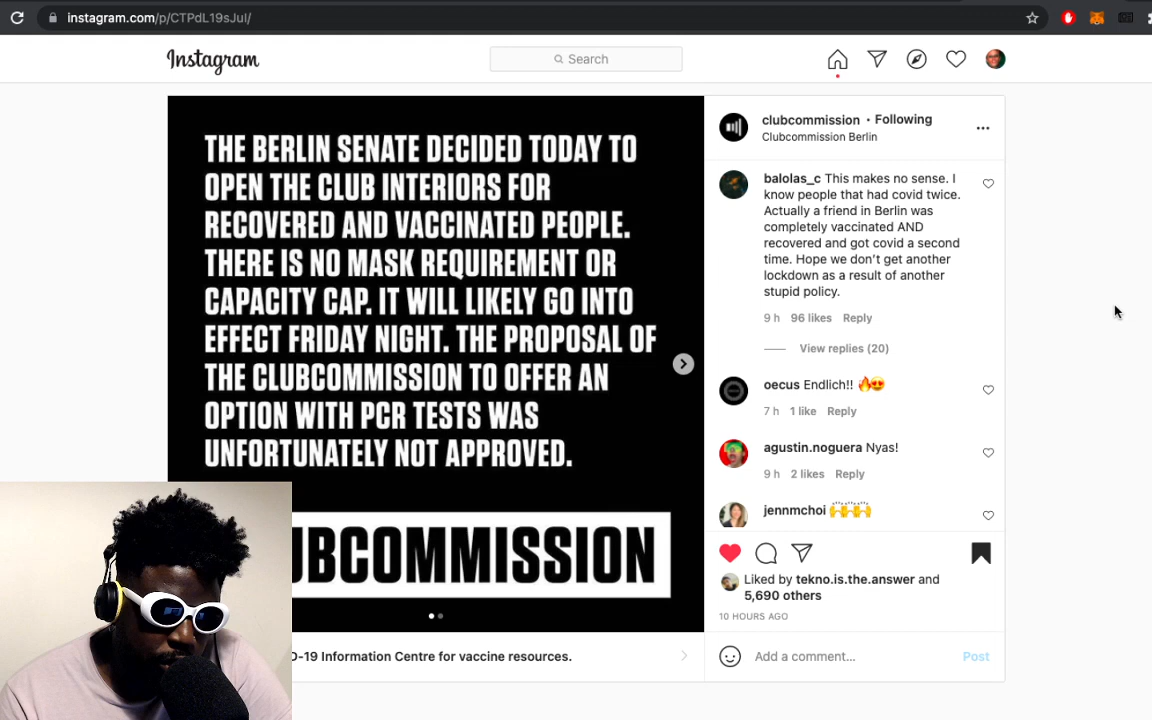 instagram.com/p/CTPdL19sJuI/
Instagram
Search
THE BERLIN SENATE DECIDED TODAY TO
OPEN THE CLUB INTERIORS FOR
RECOVERED AND VACCINATED PEOPLE.
THERE IS NO MASK REQUIREMENT OR
CAPACITY CAP. IT WILL LIKELY GO INTO
EFFECT FRIDAY NIGHT. THE PROPOSAL OF
THE CLUBCOMMISSION TO OFFER AN
OPTION WITH PCR TESTS WAS
UNFORTUNATELY NOT APPROVED.
UBCOMMISSION
D-19 Information Centre for vaccine resources.
clubcommission • Following
Clubcommission Berlin
balolas_c This makes no sense. I
know people that had covid twice.
Actually a friend in Berlin was
completely vaccinated AND
recovered and got covid a second
time. Hope we don't get another
lockdown as a result of another
stupid policy.
9 h 96 likes Reply
View replies (20)
oecus Endlich!! 🔥😍
7 h 1 like Reply
agustin.noguera Nyas!
9 h 2 likes Reply
jennmchoi 🙌🙌🙌
Liked by tekno.is.the.answer and
5,690 others
10 HOURS AGO
Add a comment... Post